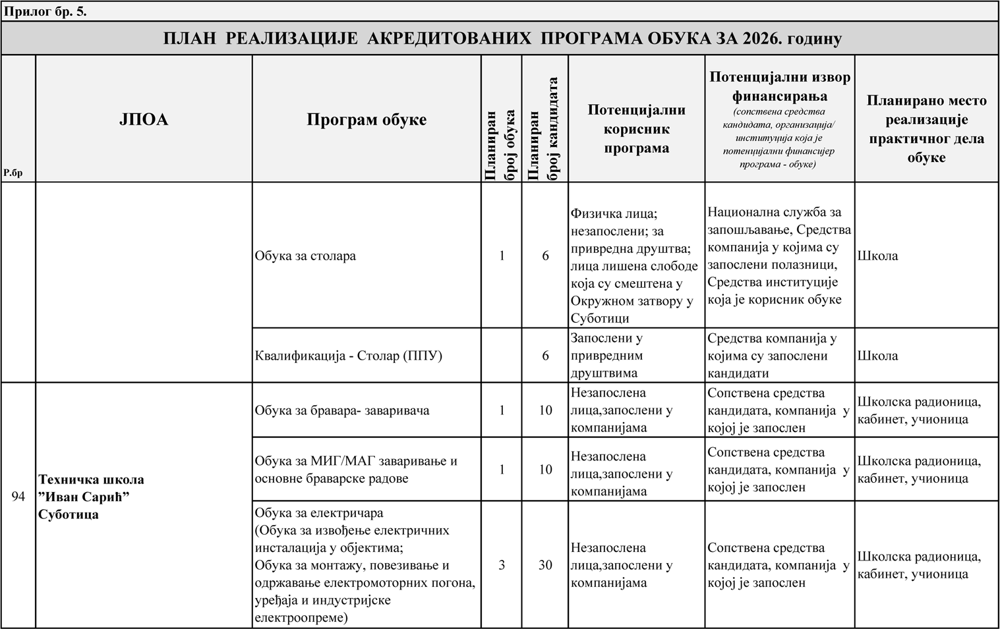 Прилог бр. 5.
ПЛАН РЕАЛИЗАЦИЈЕ АКРЕДИТОВАНИХ ПРОГРАМА ОБУКА ЗА 2026. годину
Р.бр
ЈПОА
Програм обуке
Планиран
број обука
Планиран
број кандидата
Потенцијални
корисник
програма
Потенцијални извор
финансирања
(сопствена средства
кандидата, организација/
институција која је
потенцијални финансијер
програма - обуке)
Планирано место
реализације
практичног дела
обуке
Обука за столара
1
6
Физичка лица;
незапослени; за
привредна друштва;
лица лишена слободе
која су смештена у
Окружном затвору у
Суботици
Национална служба за
запошљавање, Средства
компанија у којима су
запослени полазници,
Средства институције
која је корисник обуке
Школа
Квалификација - Столар (ППУ)
6
Запослени у
привредним
друштвима
Средства компанија у
којима су запослени
кандидати
Школа
94
Техничка школа
”Иван Сарић”
Суботица
Обука за бравара- заваривача
1
10
Незапослена
лица,запослени у
компанијама
Сопствена средства
кандидата, компанија у
којој је запослен
Школска радионица,
кабинет, учионица
Обука за МИГ/МАГ заваривање и
основне браварске радове
1
10
Незапослена
лица,запослени у
компанијама
Сопствена средства
кандидата, компанија у
којој је запослен
Школска радионица,
кабинет, учионица
Обука за електричара
(Обука за извођење електричних
инсталација у објектима;
Обука за монтажу, повезивање и
одржавање електромоторних погона,
уређаја и индустријске
електроопреме)
3
30
Незапослена
лица,запослени у
компанијама
Сопствена средства
кандидата, компанија у
којој је запослен
Школска радионица,
кабинет, учионица